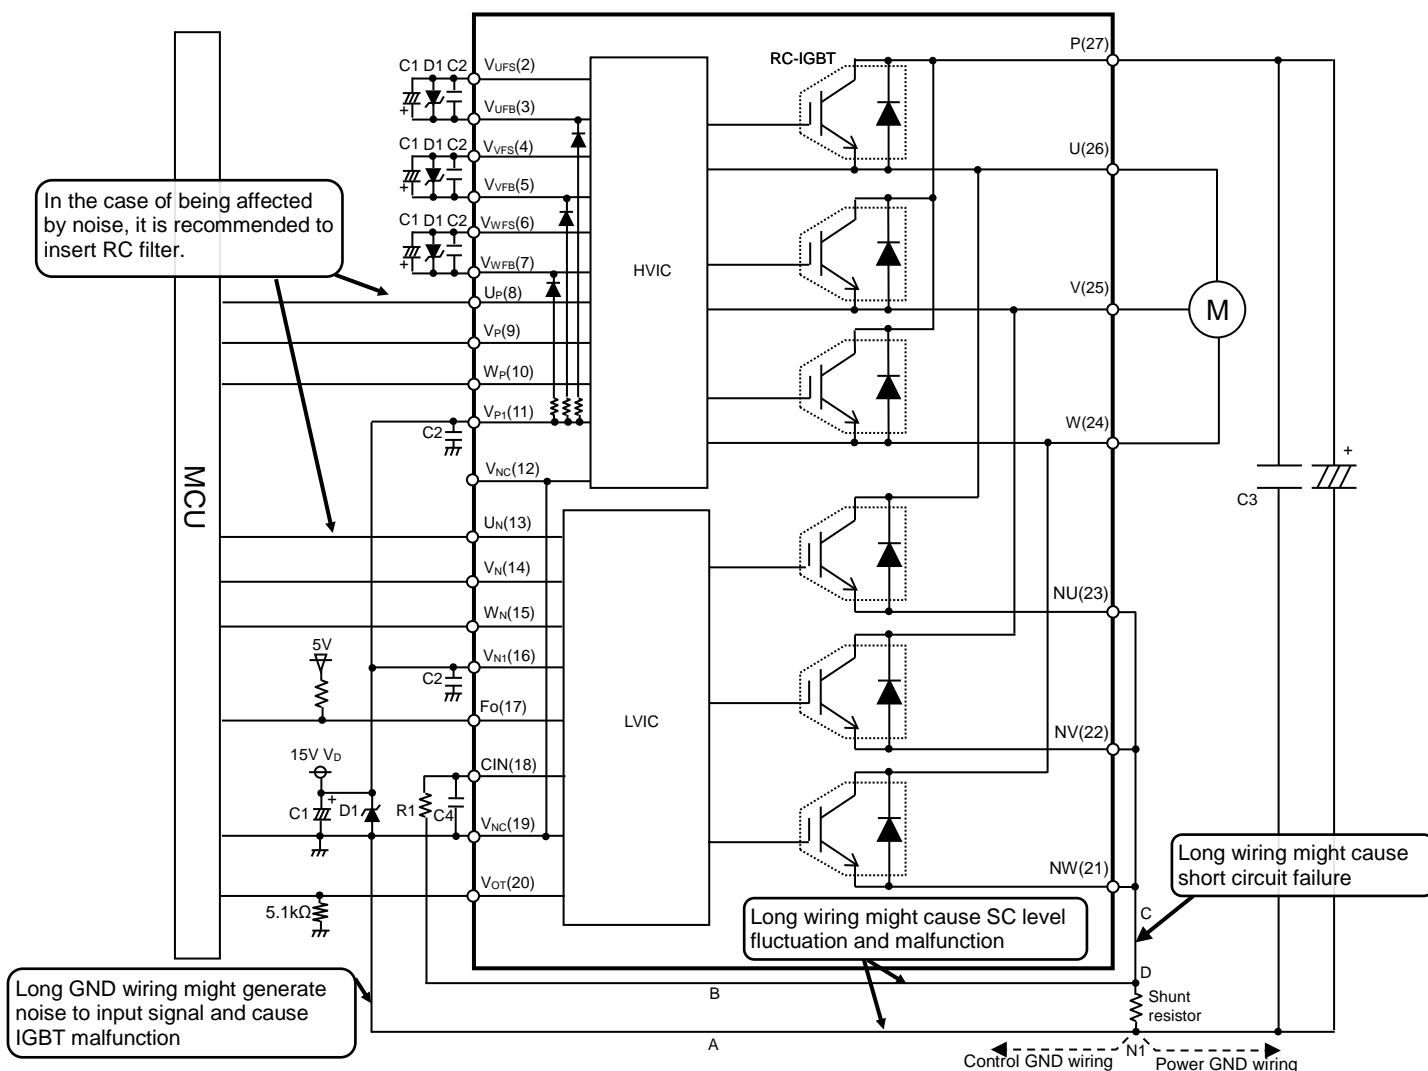 P(27)
RC-IGBT
C1 D1 C2
VUFS(2)
+
VUFB(3)
C1 D1 C2
VVFS(4)
U(26)
+
VVFB(5)
In the case of being affected
by noise, it is recommended to
insert RC filter.
C1 D1 C2
VWFS(6)
+
VWFB(7)
HVIC
UP(8)
V(25)
M
VP(9)
WP(10)
VP1(11)
C2
W(24)
+
VNC(12)
MCU
C3
UN(13)
VN(14)
NU(23)
WN(15)
5V
VN1(16)
C2
Fo(17)
LVIC
NV(22)
15V VD
CIN(18)
+
C1
D1
R1
C4
VNC(19)
Long wiring might cause
short circuit failure
NW(21)
VOT(20)
5.1kΩ
Long wiring might cause SC level
fluctuation and malfunction
C
D
Long GND wiring might generate
noise to input signal and cause
IGBT malfunction
B
Shunt
resistor
A
N1
Control GND wiring
Power GND wiring